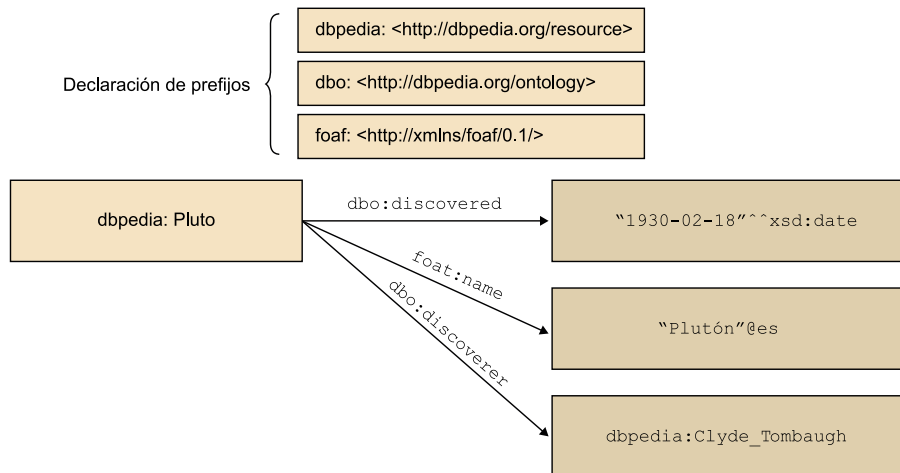 dbpedia: <http://dbpedia.org/resource>
Declaración de prefijos
dbo: <http://dbpedia.org/ontology>
foaf: <http://xmlns/foaf/0.1/>
dbpedia: Pluto
dbo:discovered
“1930-02-18”^^xsd:date
foat:name
“Plutón”@es
dbo:discoverer
dbpedia:Clyde_Tombaugh